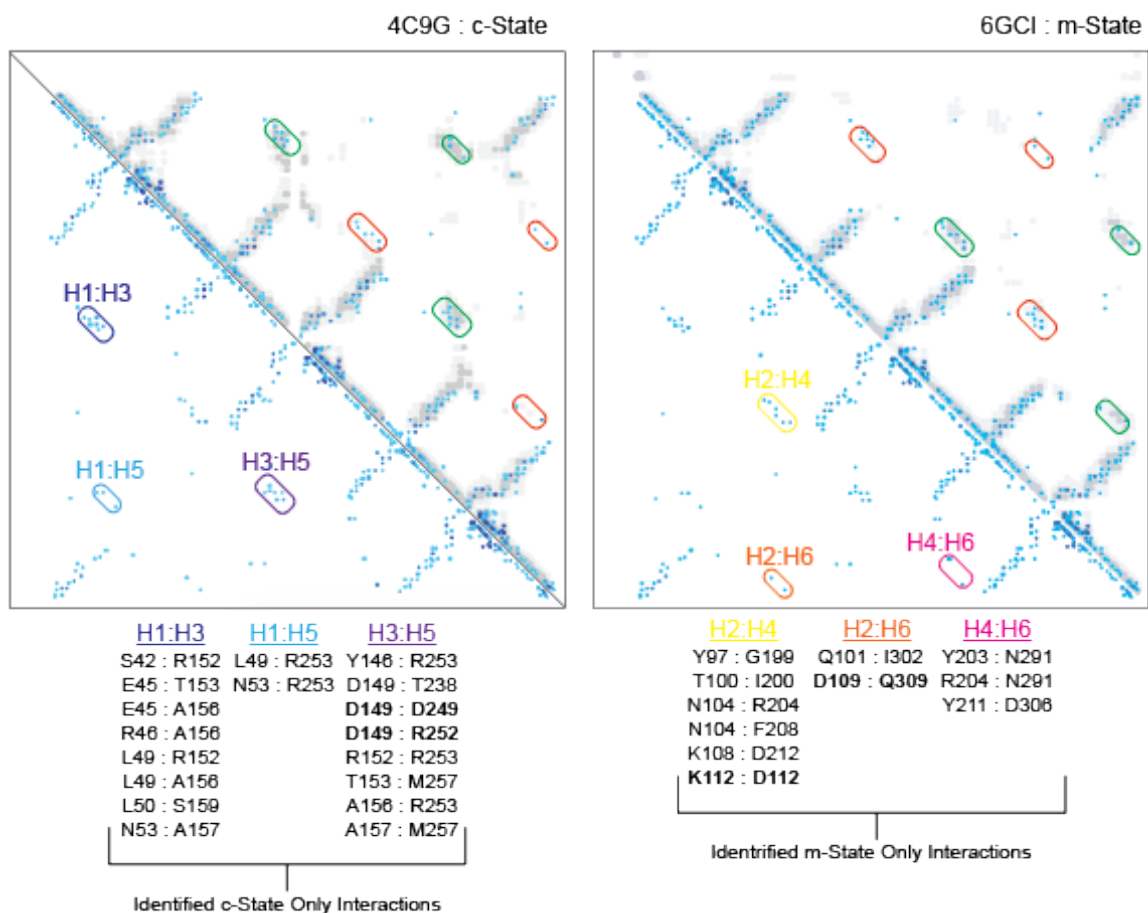 4C9G : c-State
6GCI : m-State
H1:H3
H1:H5
H3:H5
H2:H4
H2:H6
H4:H6
H1:H3 H1:H5 H3:H5
S42 : R152 L49 : R253 Y146 : R253
E45 : T153 N53 : R253 D149 : T238
E45 : A156 D149 : D249
R46 : A156 D149 : R252
L49 : R152 R152 : R253
L49 : A156 T153 : M257
L50 : S159 A156 : R253
N53 : A157 A157 : M257
Identified c-State Only Interactions
H2:H4 H2:H6 H4:H6
Y97 : G199 Q101 : I302 Y203 : N291
T100 : I200 D109 : Q309 R204 : N291
N104 : R204 Y211 : D306
N104 : F208
K108 : D212
K112 : D112
Identrified m-State Only Interactions